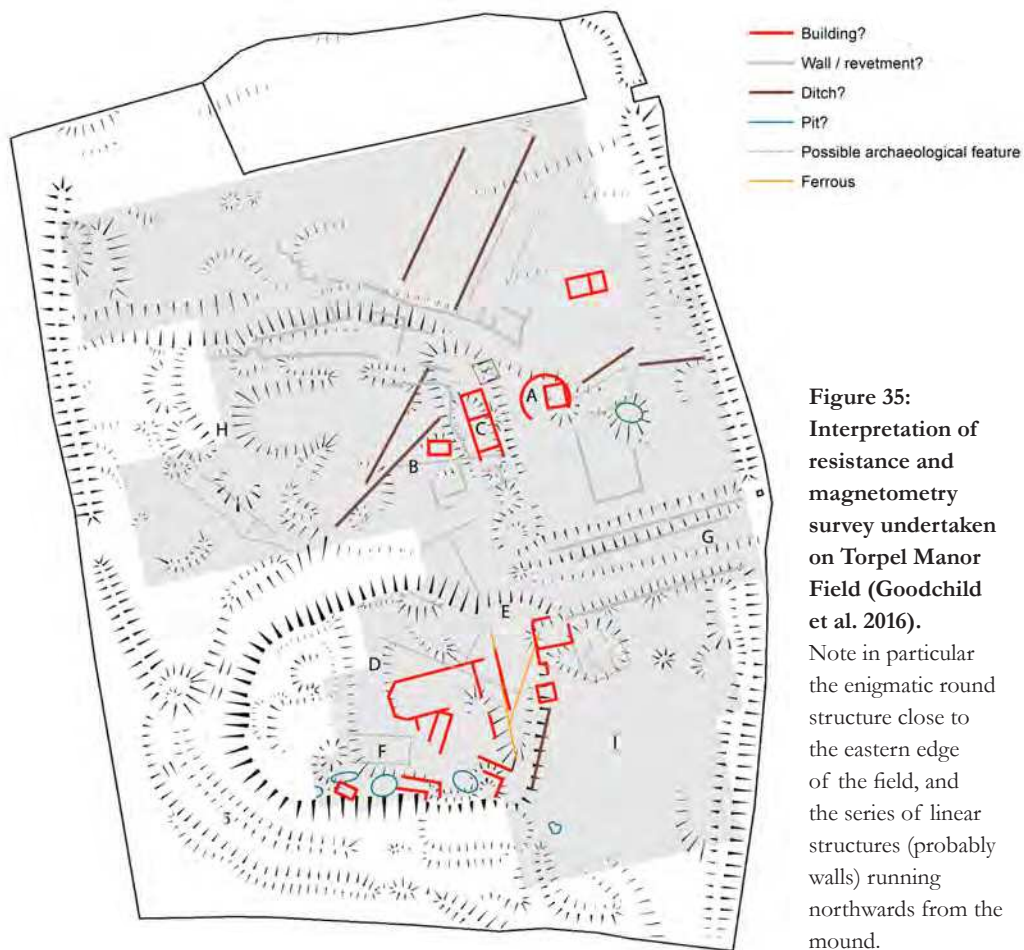 Building?
Wall / revetment?
Ditch?
Pit?
Possible archaeological feature
Ferrous
A
H
C
B
G
E
D
F
I
Figure 35:
Interpretation of
resistance and
magnetometry
survey undertaken
on Torpel Manor
Field (Goodchild
et al. 2016).
Note in particular
the enigmatic round
structure close to
the eastern edge
of the field, and
the series of linear
structures (probably
walls) running
northwards from the
mound.